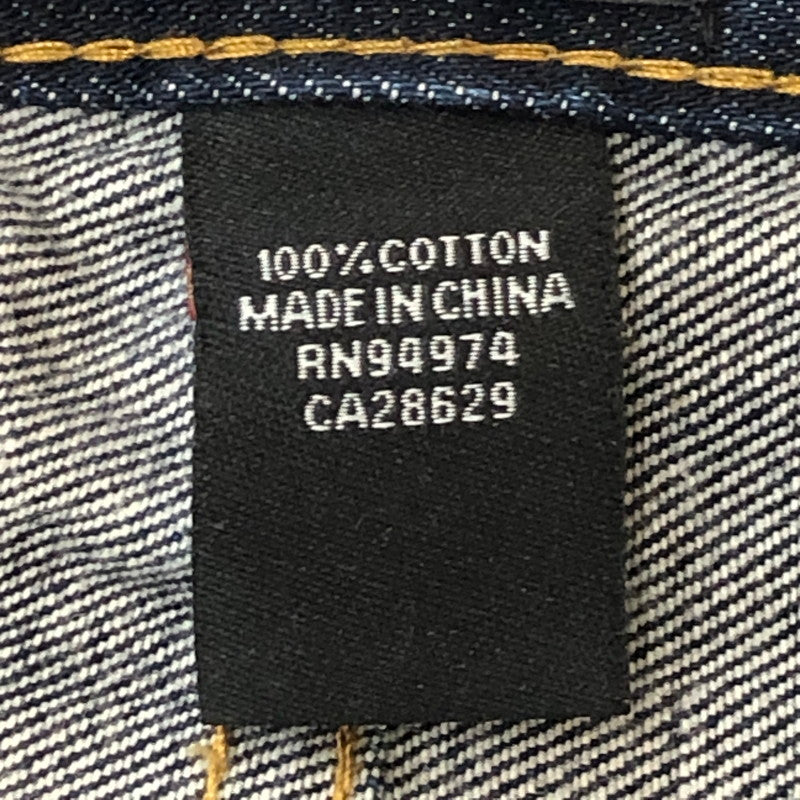 100% COTTON
MADE IN CHINA
RN94974
CA28629